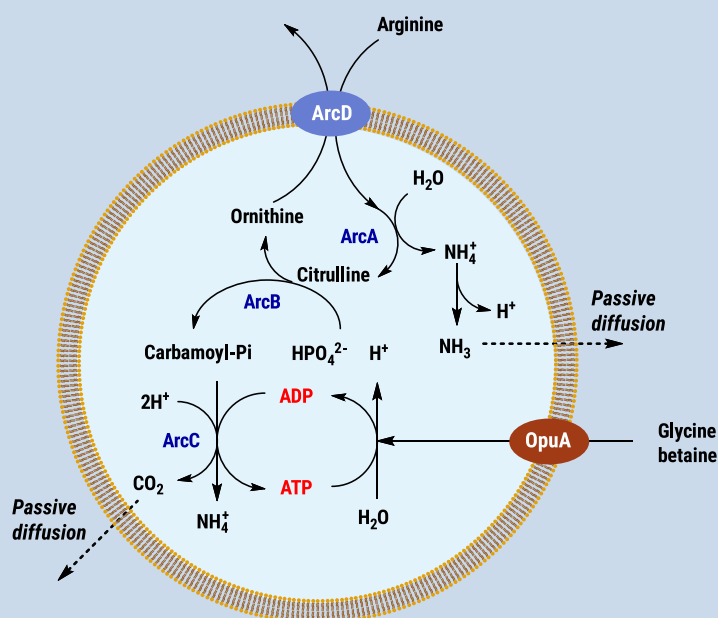 Arginine
ArcD
H₂O
Ornithine
ArcA
NH₄⁺
Citrulline
ArcB
H⁺
Passive
diffusion
Carbamoyl-Pi
HPO₄²⁻
H⁺
NH₃
2H⁺
ADP
ArcC
OpuA
Glycine
betaine
CO₂
ATP
Passive
diffusion
NH₄⁺
H₂O